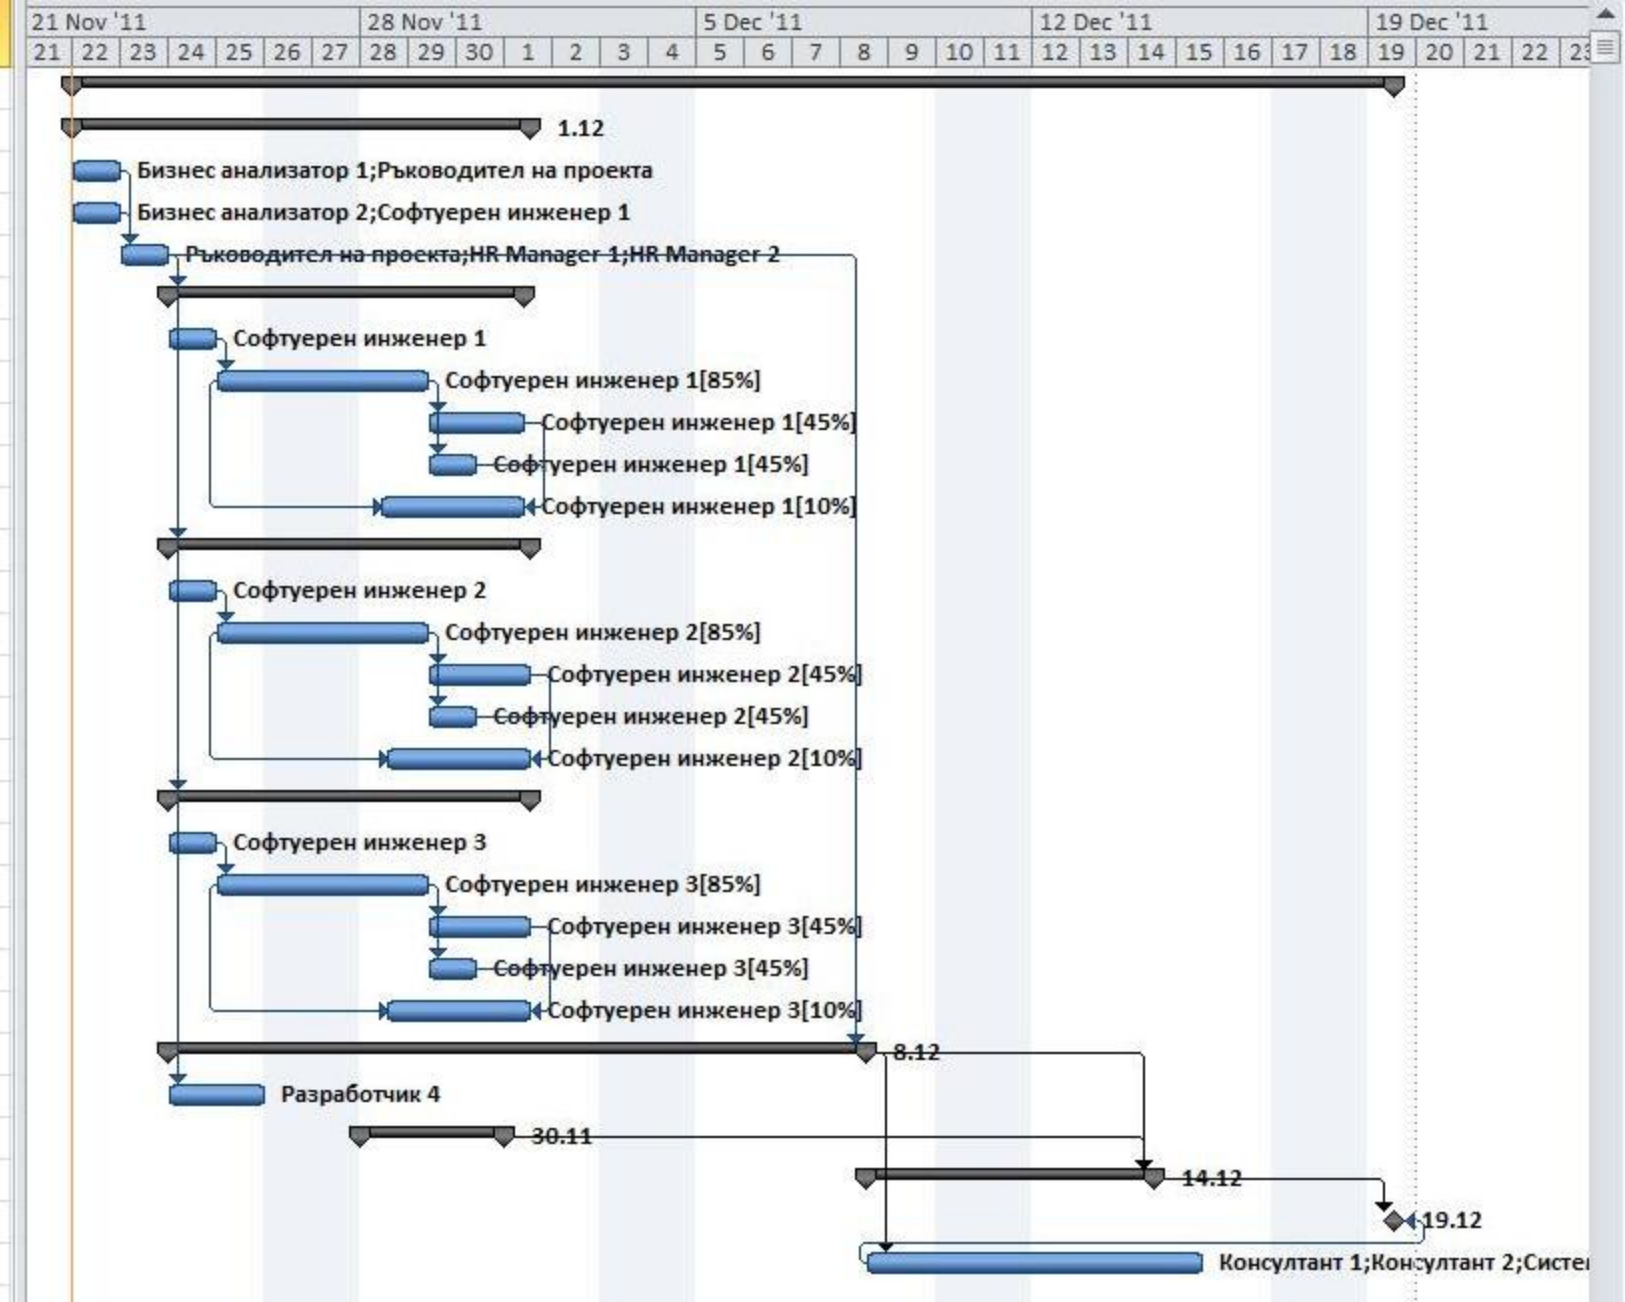 21 Nov '11 28 Nov '11 5 Dec '11 12 Dec '11 19 Dec '11
21 22 23 24 25 26 27 28 29 30 1 2 3 4 5 6 7 8 9 10 11 12 13 14 15 16 17 18 19 20 21 22 23
1.12
Бизнес анализатор 1;Ръководител на проекта
Бизнес анализатор 2;Софтуерен инженер 1
Ръководител на проекта;HR Manager 1;HR Manager 2
Софтуерен инженер 1
Софтуерен инженер 1[85%]
Софтуерен инженер 1[45%]
Софтуерен инженер 1[45%]
Софтуерен инженер 1[10%]
Софтуерен инженер 2
Софтуерен инженер 2[85%]
Софтуерен инженер 2[45%]
Софтуерен инженер 2[45%]
Софтуерен инженер 2[10%]
Софтуерен инженер 3
Софтуерен инженер 3[85%]
Софтуерен инженер 3[45%]
Софтуерен инженер 3[45%]
Софтуерен инженер 3[10%]
8.12
Разработчик 4
30.11
14.12
19.12
Консултант 1;Консултант 2;Систе